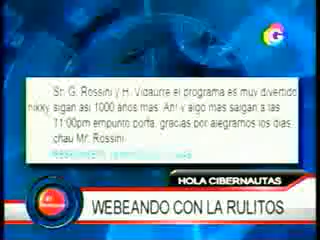 G
Sr. G. Rossini y H. Vidaurre el programa es muy divertido
nikky sigan asi 1000 años mas. Ah! y algo mas salgan a las
11:00pm empunto porfa, gracias por alegrarnos los dias,
chau Mr. Rossini.
HOLA CIBERNAUTAS
WEBEANDO CON LA RULITOS